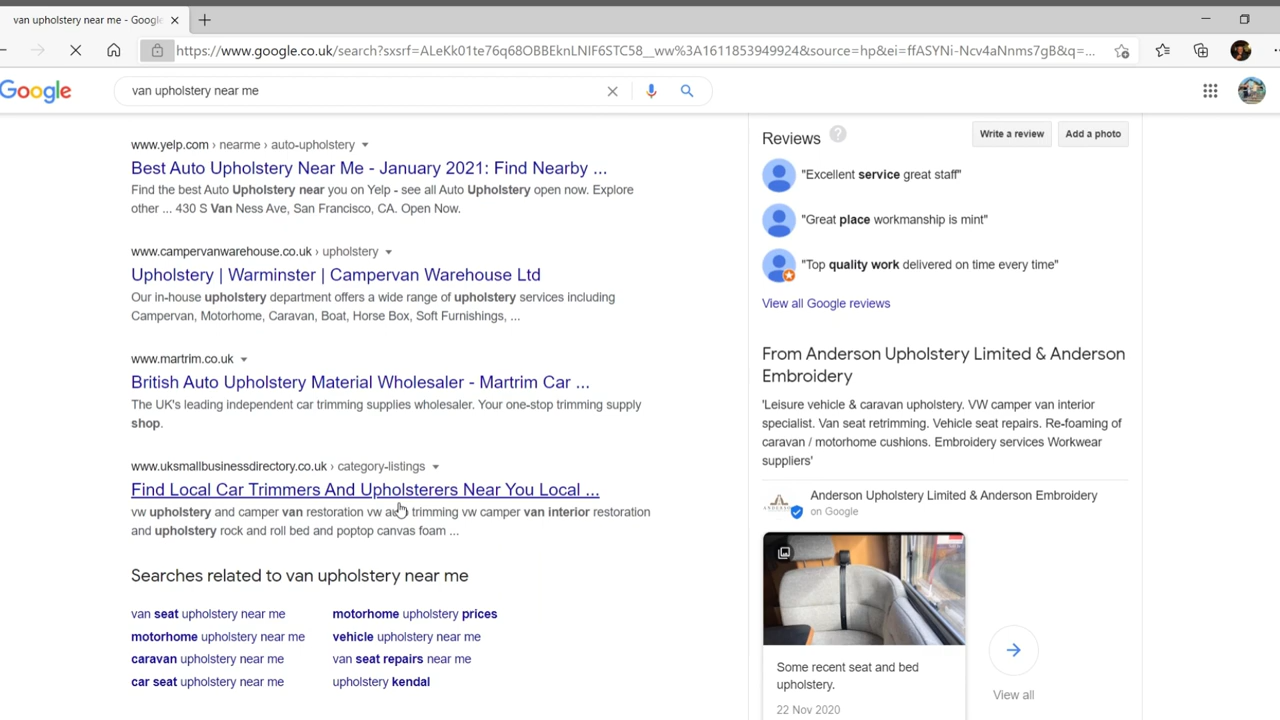 van upholstery near me - Googl
https://www.google.co.uk/search?sxsrf=ALeKk01te76q68OBBEknLNIF6STC58__ww%3A1611853949924&source=hp&ei=ffASYNi-Ncv4aNnms7gB&q=...
Google
van upholstery near me
www.yelp.com › nearme › auto-upholstery
Best Auto Upholstery Near Me - January 2021: Find Nearby ...
Find the best Auto Upholstery near you on Yelp - see all Auto Upholstery open now. Explore
other ... 430 S Van Ness Ave, San Francisco, CA. Open Now.
www.campervanwarehouse.co.uk › upholstery
Upholstery | Warminster | Campervan Warehouse Ltd
Our in-house upholstery department offers a wide range of upholstery services including
Campervan, Motorhome, Caravan, Boat, Horse Box, Soft Furnishings, ...
www.martrim.co.uk
British Auto Upholstery Material Wholesaler - Martrim Car ...
The UK's leading independent car trimming supplies wholesaler. Your one-stop trimming supply
shop.
www.uksmallbusinessdirectory.co.uk › category-listings
Find Local Car Trimmers And Upholsterers Near You Local ...
vw upholstery and camper van restoration vw trimming vw camper van interior restoration
and upholstery rock and roll bed and poptop canvas foam ...
Searches related to van upholstery near me
van seat upholstery near me
motorhome upholstery near me
caravan upholstery near me
car seat upholstery near me
motorhome upholstery prices
vehicle upholstery near me
van seat repairs near me
upholstery kendal
Reviews ?
Write a review
Add a photo
"Excellent service great staff"
"Great place workmanship is mint"
"Top quality work delivered on time every time"
View all Google reviews
From Anderson Upholstery Limited & Anderson
Embroidery
'Leisure vehicle & caravan upholstery. VW camper van interior
specialist. Van seat retrimming. Vehicle seat repairs. Re-foaming of
caravan / motorhome cushions. Embroidery services Workwear
suppliers'
Anderson Upholstery Limited & Anderson Embroidery
on Google
Some recent seat and bed
upholstery.
22 Nov 2020
View all